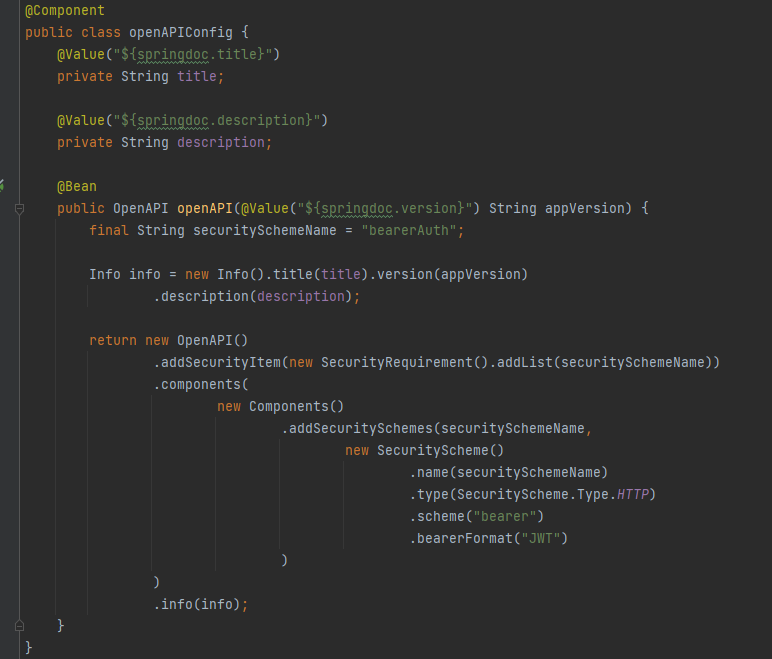 @Component
public class openAPIConfig {
    @Value("${springdoc.title}")
    private String title;

    @Value("${springdoc.description}")
    private String description;

    @Bean
    public OpenAPI openAPI(@Value("${springdoc.version}") String appVersion) {
        final String securitySchemeName = "bearerAuth";

        Info info = new Info().title(title).version(appVersion)
                .description(description);

        return new OpenAPI()
                .addSecurityItem(new SecurityRequirement().addList(securitySchemeName))
                .components(
                        new Components()
                                .addSecuritySchemes(securitySchemeName,
                                        new SecurityScheme()
                                                .name(securitySchemeName)
                                                .type(SecurityScheme.Type.HTTP)
                                                .scheme("bearer")
                                                .bearerFormat("JWT")
                                )
                )
                .info(info);
    }
}